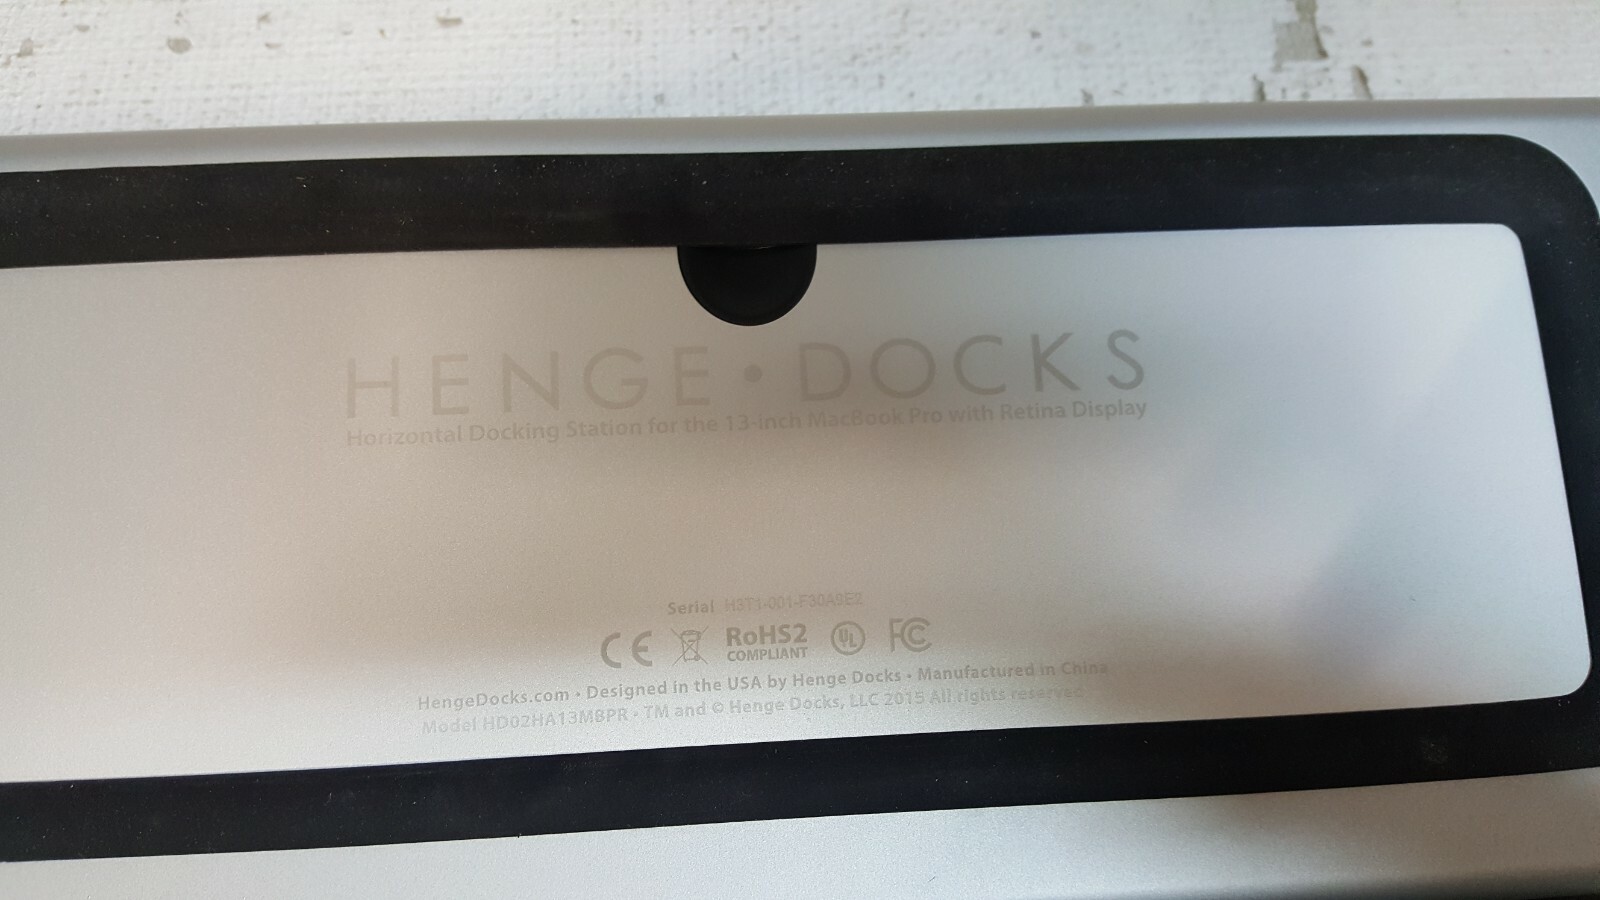 HENGE • DOCKS
Horizontal Docking Station for the 13-inch MacBook Pro with Retina Display
Serial H3T1-001-F30A9E2
CE RoHS2 COMPLIANT UL FC
HengeDocks.com • Designed in the USA by Henge Docks • Manufactured in China
Model HD02HA13MBPR • TM and © Henge Docks, LLC 2015 All rights reserved